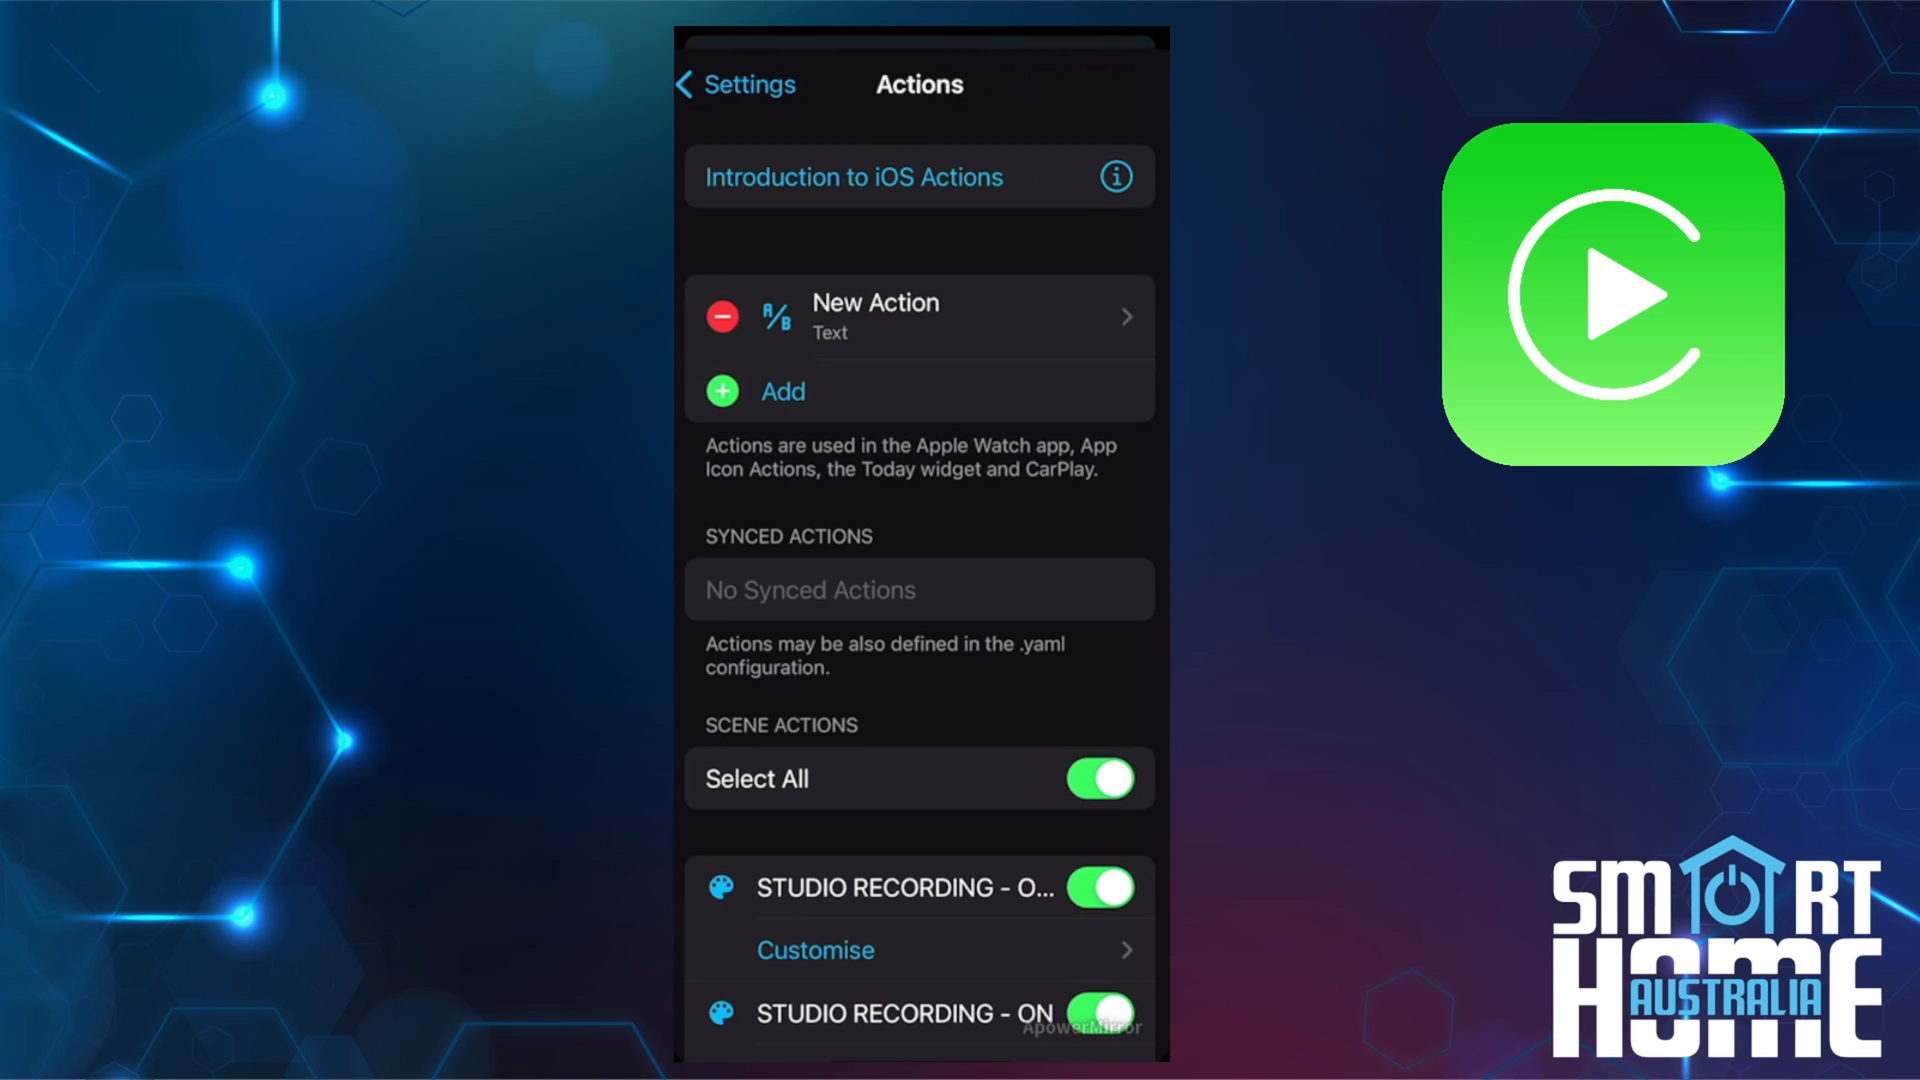 Settings
Actions
Introduction to iOS Actions
New Action
Text
Add
Actions are used in the Apple Watch app, App
Icon Actions, the Today widget and CarPlay.
SYNCED ACTIONS
No Synced Actions
Actions may be also defined in the .yaml
configuration.
SCENE ACTIONS
Select All
STUDIO RECORDING - O...
Customise
STUDIO RECORDING - ON
ApowerMirror
SMART
HOME
AUSTRALIA